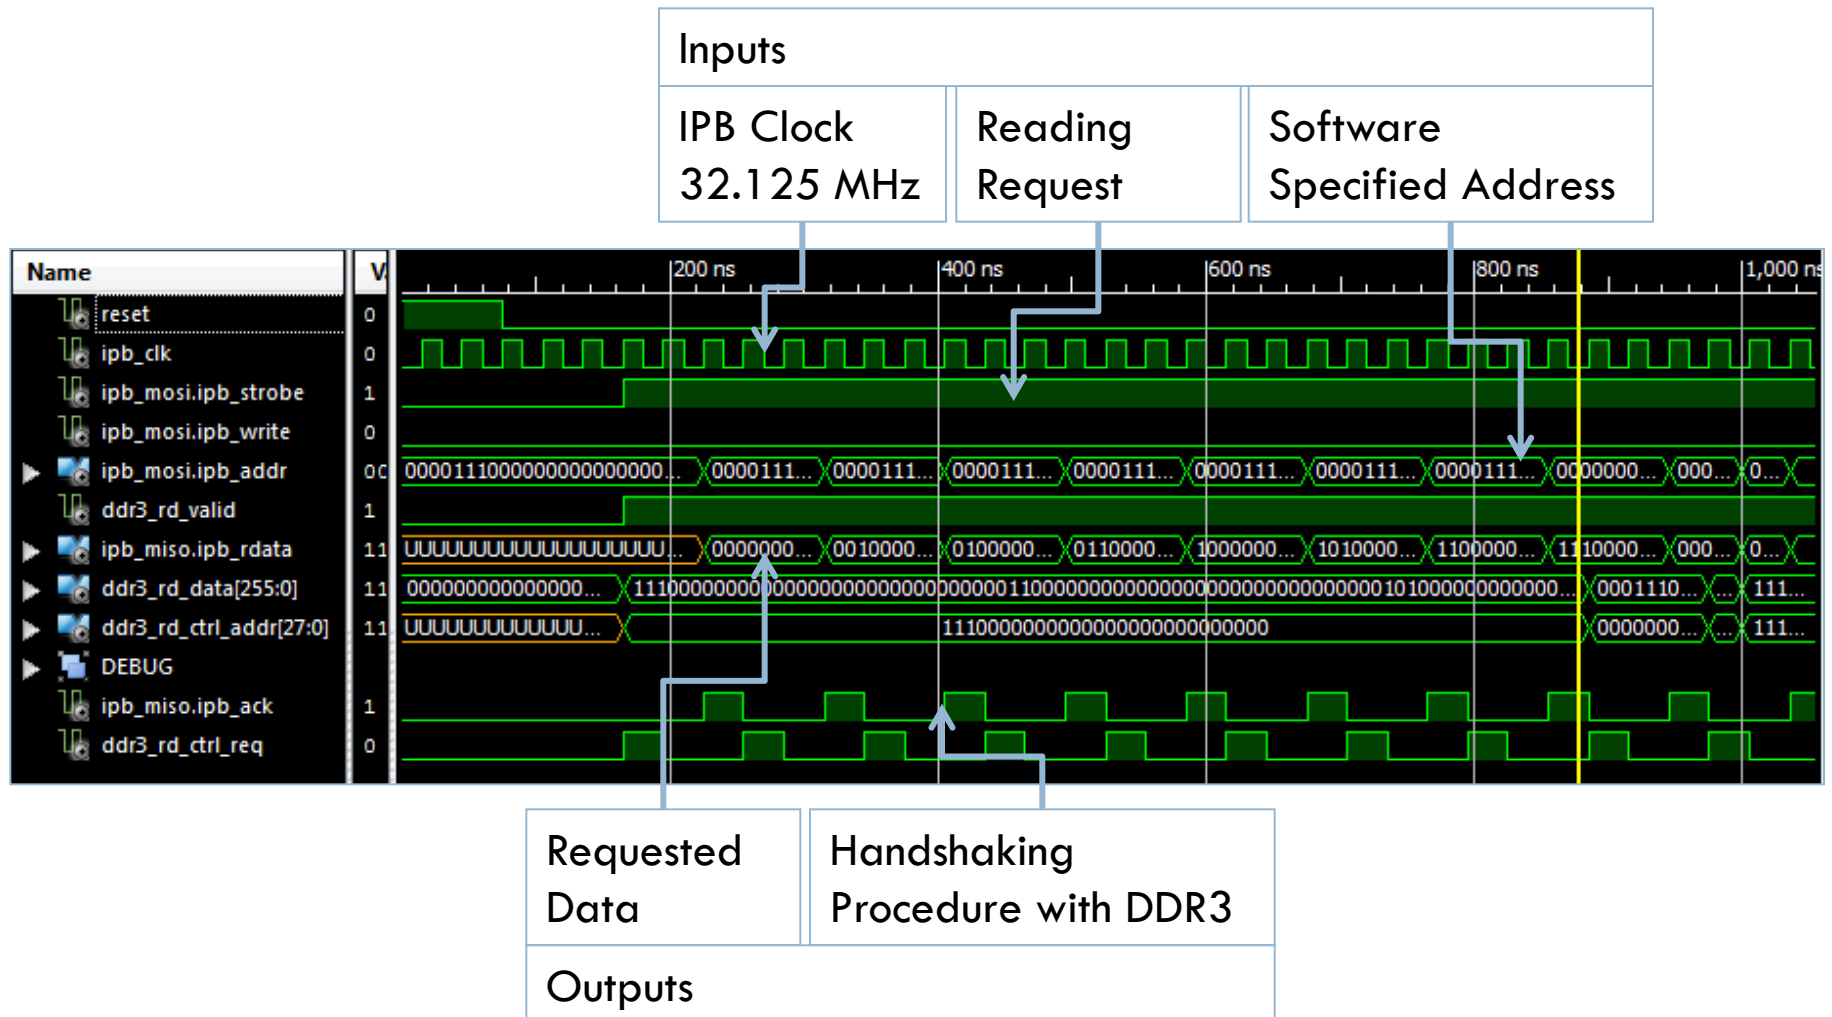 Inputs
IPB Clock
32.125 MHz
Reading
Request
Software
Specified Address
Name
V
200 ns
400 ns
600 ns
800 ns
1,000 ns
reset
0
ipb_clk
0
ipb_mosi.ipb_strobe
1
ipb_mosi.ipb_write
0
ipb_mosi.ipb_addr
00001110000000000000000... 0000111... 0000111... 0000111... 0000111... 0000111... 0000111... 0000111... 0000000... 000... 0...
ddr3_rd_valid
1
ipb_miso.ipb_rdata
11 0000000... 0010000... 0100000... 0110000... 1000000... 1010000... 1100000... 1110000... 000... 0...
ddr3_rd_data[255:0]
11 0001110... ... 111...
ddr3_rd_ctrl_addr[27:0]
11 1110000000000000000000000000 0000000... ... 111...
DEBUG
ipb_miso.ipb_ack
1
ddr3_rd_ctrl_req
0
Requested
Data
Handshaking
Procedure with DDR3
Outputs